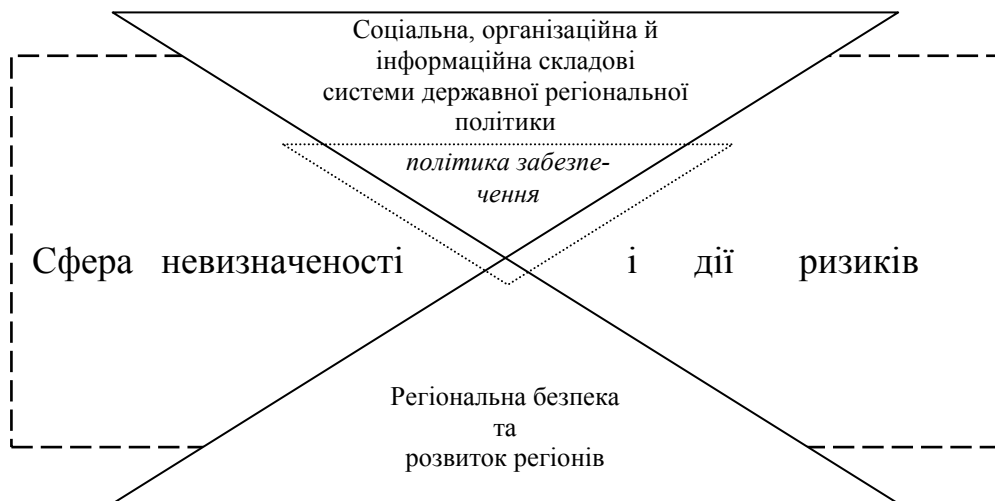 Соціальна, організаційна й
інформаційна складові
системи державної регіональної
політики
політика забезпе-
чення
Сфера невизначеності і дії ризиків
Регіональна безпека
та
розвиток регіонів